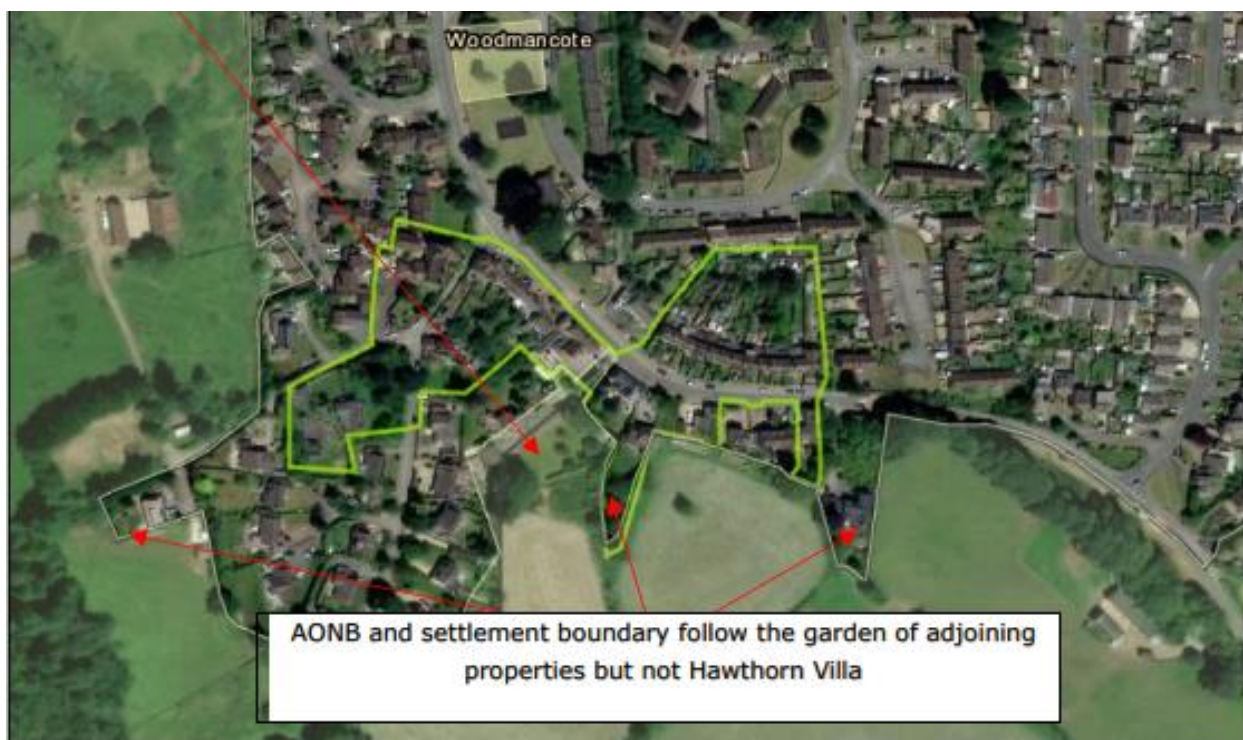 Woodmancote
AONB and settlement boundary follow the garden of adjoining
properties but not Hawthorn Villa